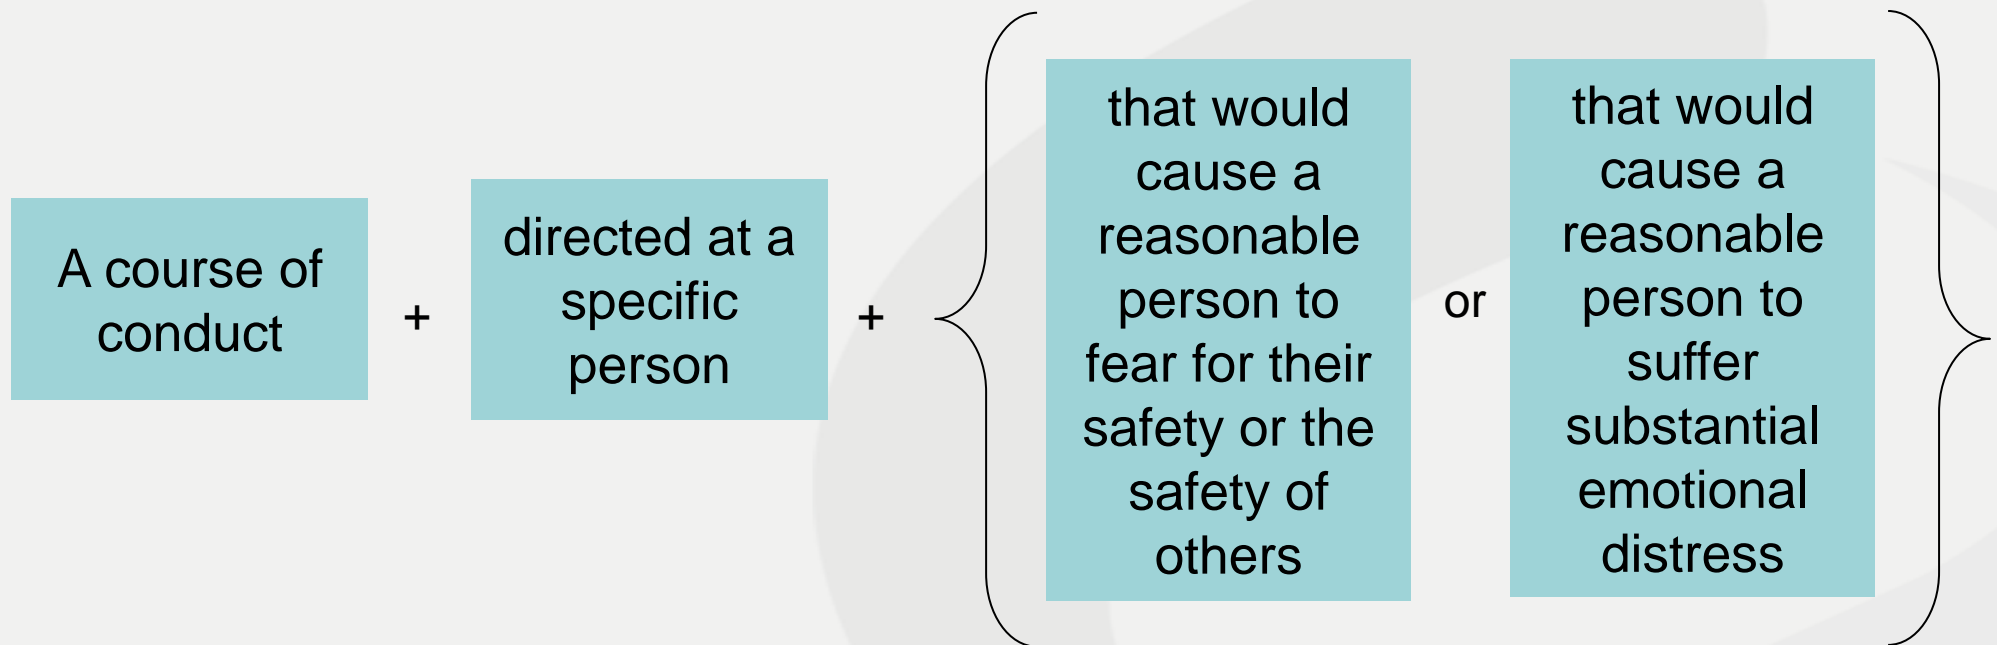 A course of
conduct
+
directed at a
specific
person
+
that would
cause a
reasonable
person to
fear for their
safety or the
safety of
others
or
that would
cause a
reasonable
person to
suffer
substantial
emotional
distress